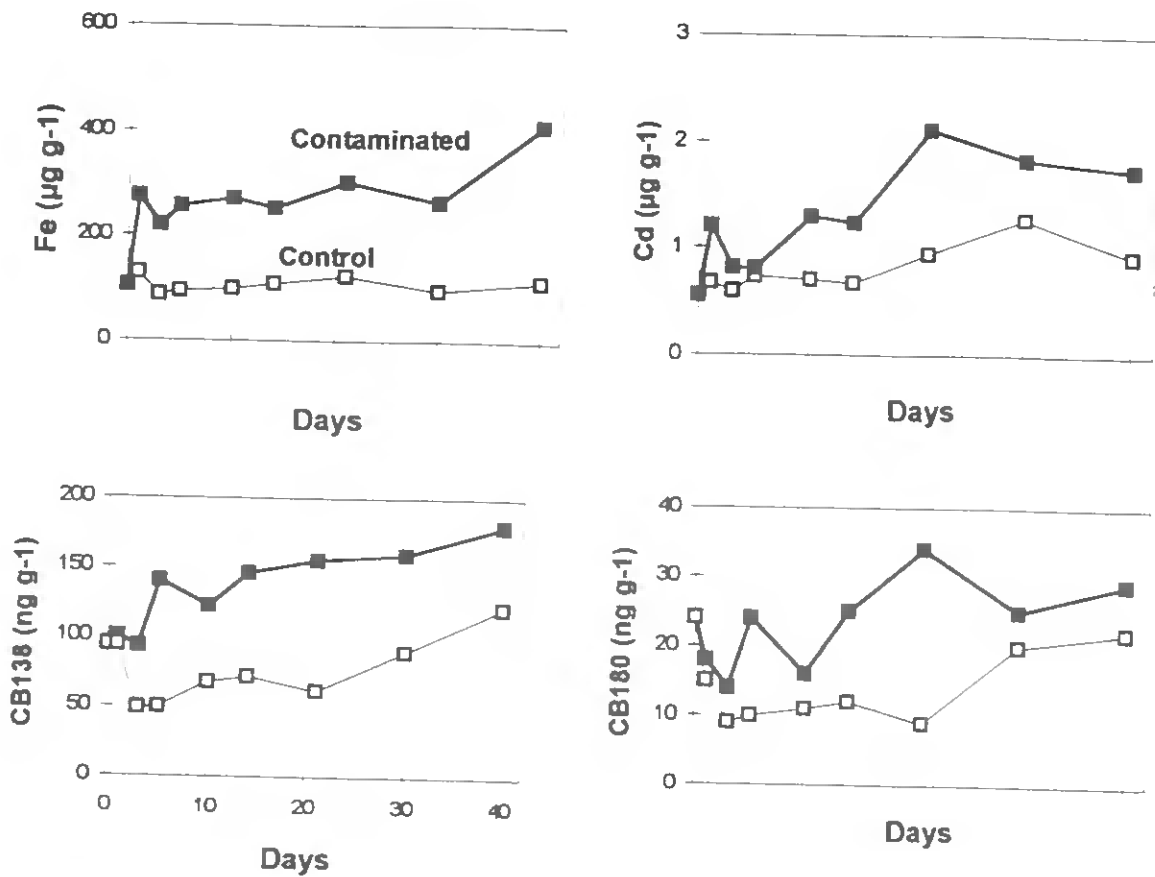 600
400
200
0
Fe (µg g-1)
Contaminated
Control
Days
3
2
1
0
Cd (µg g-1)
Days
200
150
100
50
0
CB138 (ng g-1)
0 10 20 30 40
Days
40
30
20
10
0
CB180 (ng g-1)
Days